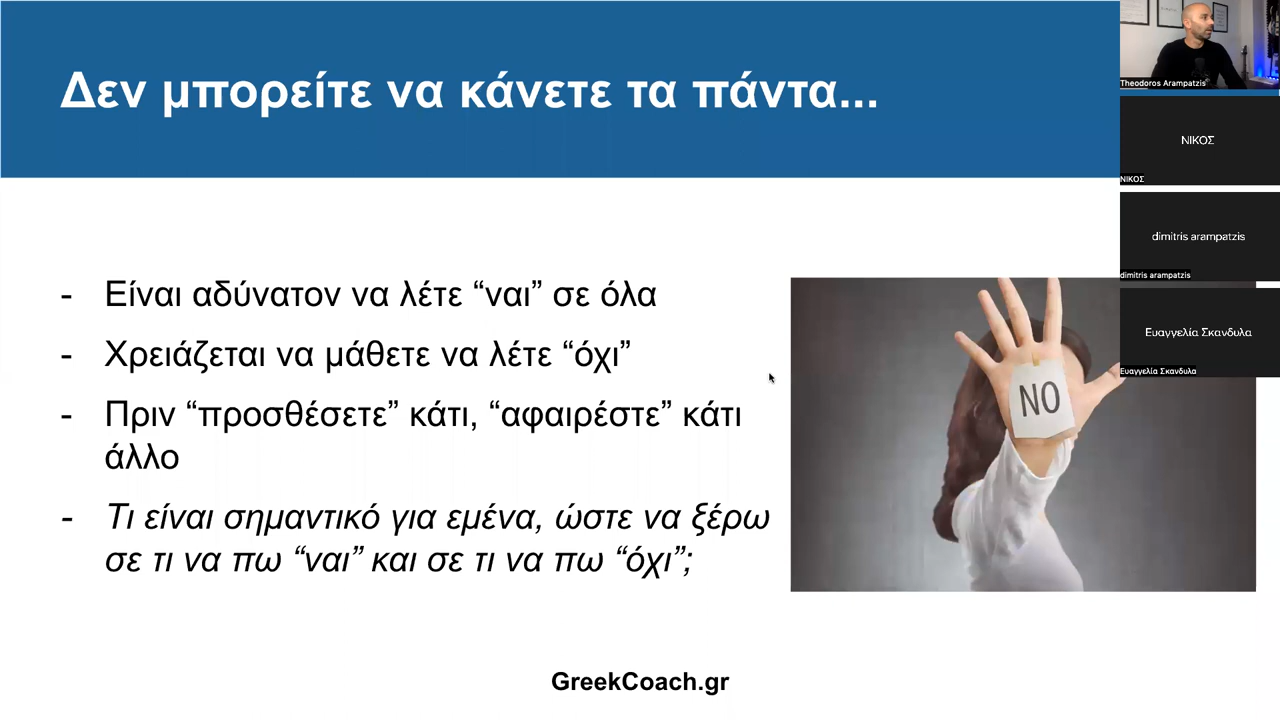 Δεν μπορείτε να κάνετε τα πάντα...
- Είναι αδύνατον να λέτε “ναι” σε όλα
- Χρειάζεται να μάθετε να λέτε “όχι”
- Πριν “προσθέσετε” κάτι, “αφαιρέστε” κάτι
άλλο
- Τι είναι σημαντικό για εμένα, ώστε να ξέρω
σε τι να πω “ναι” και σε τι να πω “όχι”;
NO
GreekCoach.gr
Theodoros Arampatzis
ΝΙΚΟΣ
ΝΙΚΟΣ
dimitris arampatzis
dimitris arampatzis
Ευαγγελία Σκανδυλα
Ευαγγελία Σκανδυλα